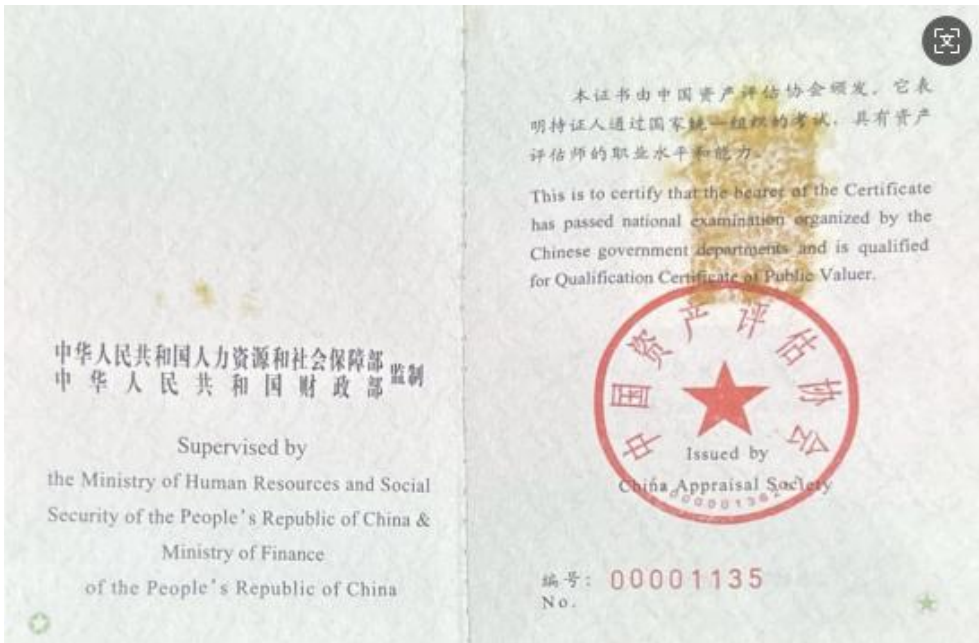 中华人民共和国人力资源和社会保障部
中华人民共和国财政部
监制
Supervised by
the Ministry of Human Resources and Social
Security of the People's Republic of China &
Ministry of Finance
of the People's Republic of China
本证书由中国资产评估协会颁发，它表
明持证人通过国家统一组织的考试，具有资产
评估师的职业水平和能力。
This is to certify that the bearer of the Certificate
has passed national examination organized by the
Chinese government departments and is qualified
for Qualification Certificate of Public Valuer.
中国资产评估协会
Issued by
China Appraisal Society
编号： 00001135
No.